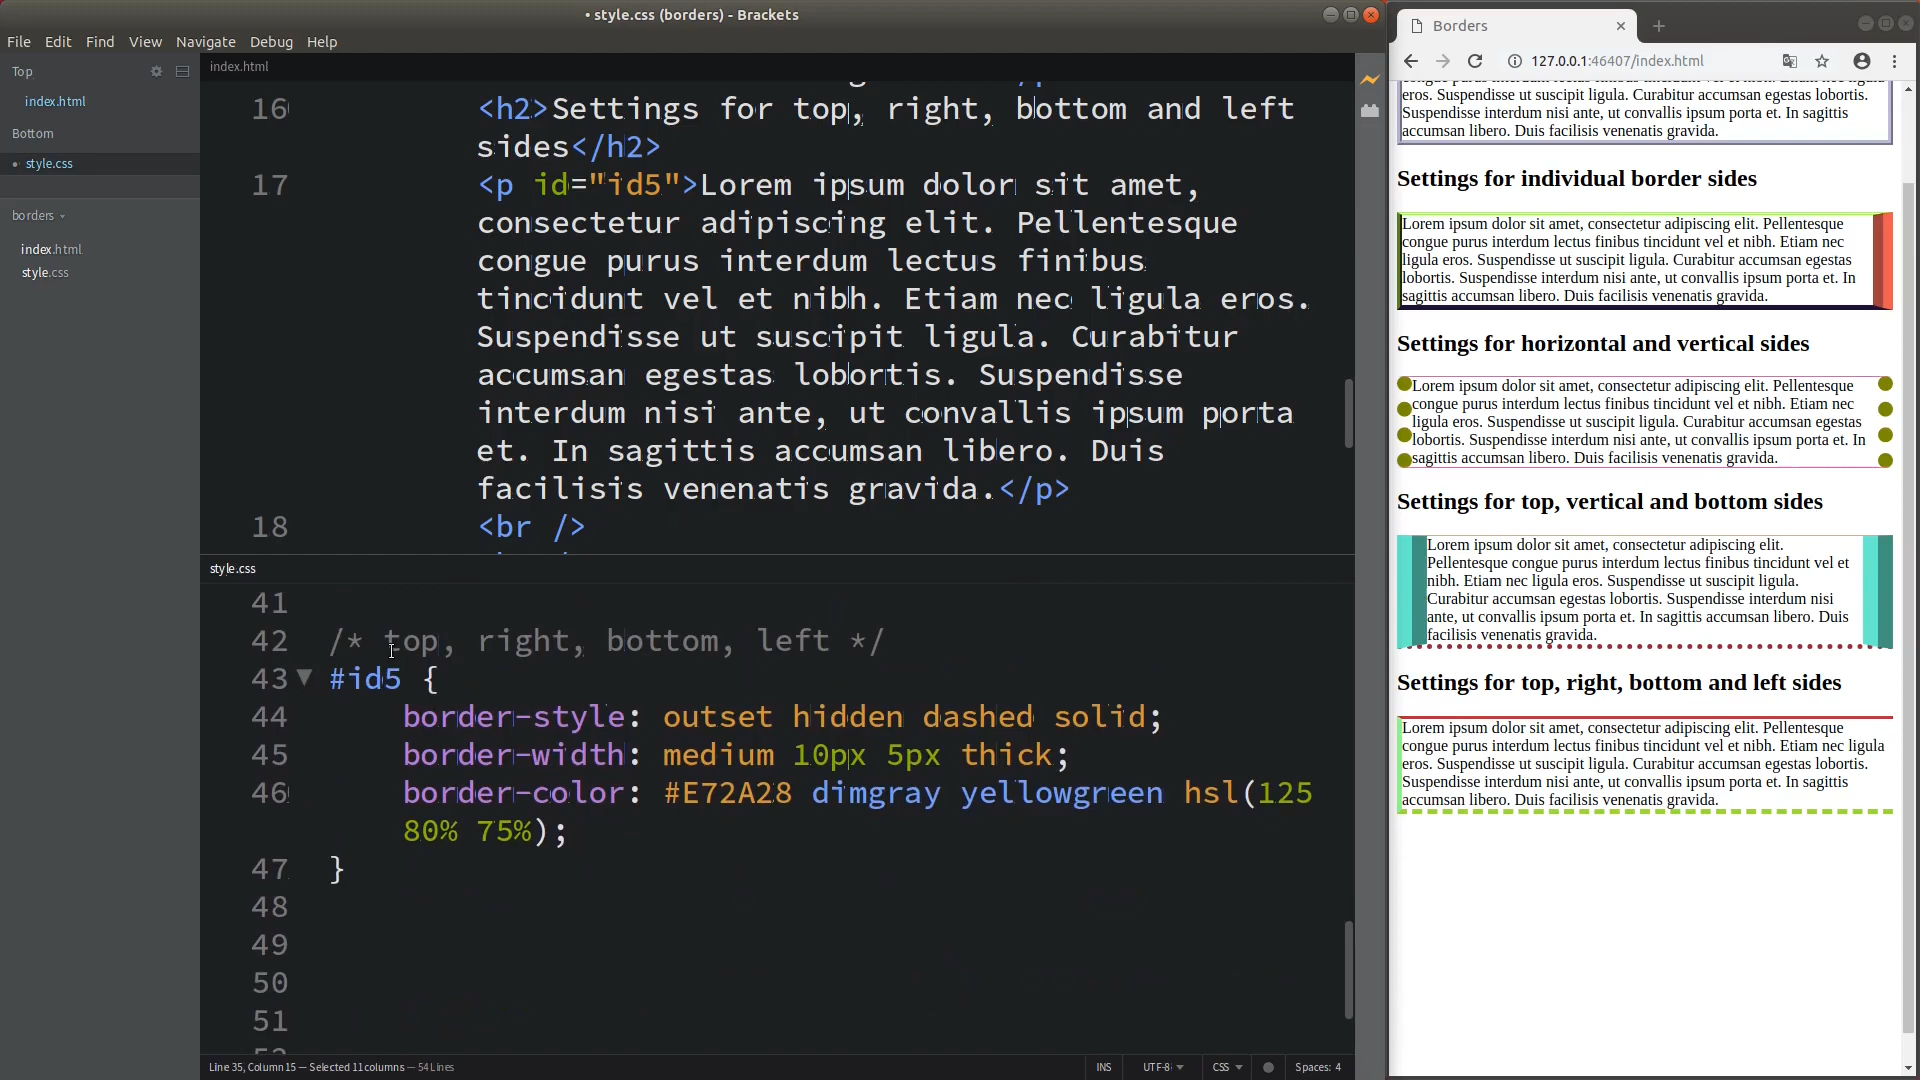 • style.css (borders) - Brackets
File Edit Find View Navigate Debug Help
Top
index.html
Bottom
• style.css
borders
index.html
style.css
index.html
16 <h2>Settings for top, right, bottom and left
sides</h2>
17 <p id="id5">Lorem ipsum dolor sit amet,
consectetur adipiscing elit. Pellentesque
congue purus interdum lectus finibus
tincidunt vel et nibh. Etiam nec ligula eros.
Suspendisse ut suscipit ligula. Curabitur
accumsan egestas lobortis. Suspendisse
interdum nisi ante, ut convallis ipsum porta
et. In sagittis accumsan libero. Duis
facilisis venenatis gravida.</p>
18 <br />
style.css
41
42 /* top, right, bottom, left */
43 #id5 {
44 border-style: outset hidden dashed solid;
45 border-width: medium 10px 5px thick;
46 border-color: #E72A28 dimgray yellowgreen hsl(125
80% 75%);
47 }
48
49
50
51
Line 35, Column 15 — Selected 11 columns — 54 Lines
INS UTF-8 CSS Spaces: 4
Borders
127.0.0.1:46407/index.html
eros. Suspendisse ut suscipit ligula. Curabitur accumsan egestas lobortis.
Suspendisse interdum nisi ante, ut convallis ipsum porta et. In sagittis
accumsan libero. Duis facilisis venenatis gravida.
Settings for individual border sides
Lorem ipsum dolor sit amet, consectetur adipiscing elit. Pellentesque
congue purus interdum lectus finibus tincidunt vel et nibh. Etiam nec
ligula eros. Suspendisse ut suscipit ligula. Curabitur accumsan egestas
lobortis. Suspendisse interdum nisi ante, ut convallis ipsum porta et. In
sagittis accumsan libero. Duis facilisis venenatis gravida.
Settings for horizontal and vertical sides
Lorem ipsum dolor sit amet, consectetur adipiscing elit. Pellentesque
congue purus interdum lectus finibus tincidunt vel et nibh. Etiam nec
ligula eros. Suspendisse ut suscipit ligula. Curabitur accumsan egestas
lobortis. Suspendisse interdum nisi ante, ut convallis ipsum porta et. In
sagittis accumsan libero. Duis facilisis venenatis gravida.
Settings for top, vertical and bottom sides
Lorem ipsum dolor sit amet, consectetur adipiscing elit.
Pellentesque congue purus interdum lectus finibus tincidunt vel et
nibh. Etiam nec ligula eros. Suspendisse ut suscipit ligula.
Curabitur accumsan egestas lobortis. Suspendisse interdum nisi
ante, ut convallis ipsum porta et. In sagittis accumsan libero. Duis
facilisis venenatis gravida.
Settings for top, right, bottom and left sides
Lorem ipsum dolor sit amet, consectetur adipiscing elit. Pellentesque
congue purus interdum lectus finibus tincidunt vel et nibh. Etiam nec ligula
eros. Suspendisse ut suscipit ligula. Curabitur accumsan egestas lobortis.
Suspendisse interdum nisi ante, ut convallis ipsum porta et. In sagittis
accumsan libero. Duis facilisis venenatis gravida.